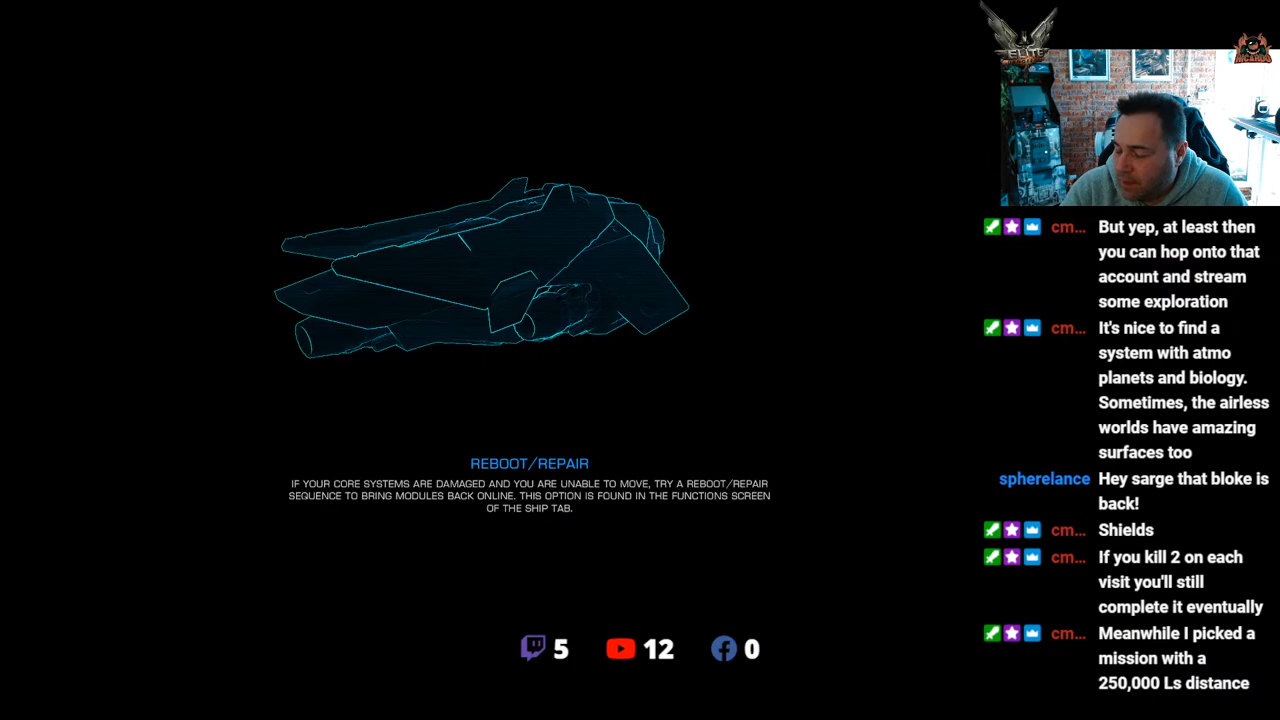 ELITE
RICARDO
cm... But yep, at least then
you can hop onto that
account and stream
some exploration
cm... It's nice to find a
system with atmo
planets and biology.
Sometimes, the airless
worlds have amazing
surfaces too
spherelance Hey sarge that bloke is
back!
cm... Shields
cm... If you kill 2 on each
visit you'll still
complete it eventually
cm... Meanwhile I picked a
mission with a
250,000 Ls distance
REBOOT/REPAIR
IF YOUR CORE SYSTEMS ARE DAMAGED AND YOU ARE UNABLE TO MOVE, TRY A REBOOT/REPAIR
SEQUENCE TO BRING MODULES BACK ONLINE. THIS OPTION IS FOUND IN THE FUNCTIONS SCREEN
OF THE SHIP TAB.
5 12 0